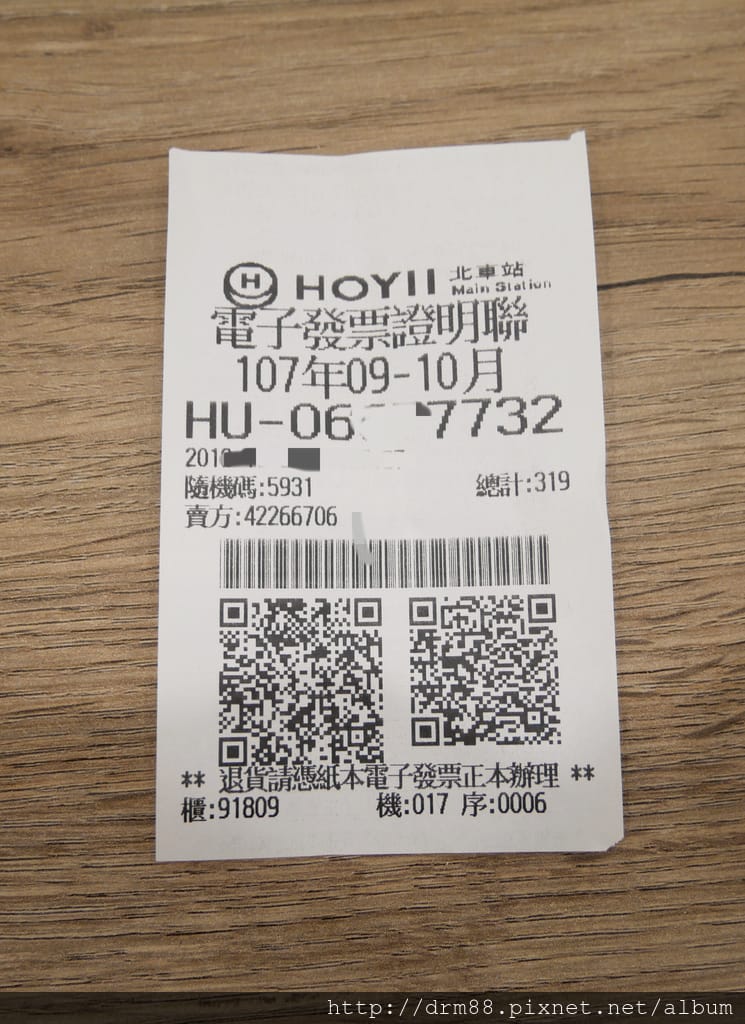 H HOYII 北車站
Main Station
電子發票證明聯
107年09-10月
HU-06 7732
201
隨機碼:5931 總計:319
賣方:42266706
** 退貨請憑紙本電子發票正本辦理 **
櫃:91809 機:017 序:0006
http://drm88.pixnet.net/album